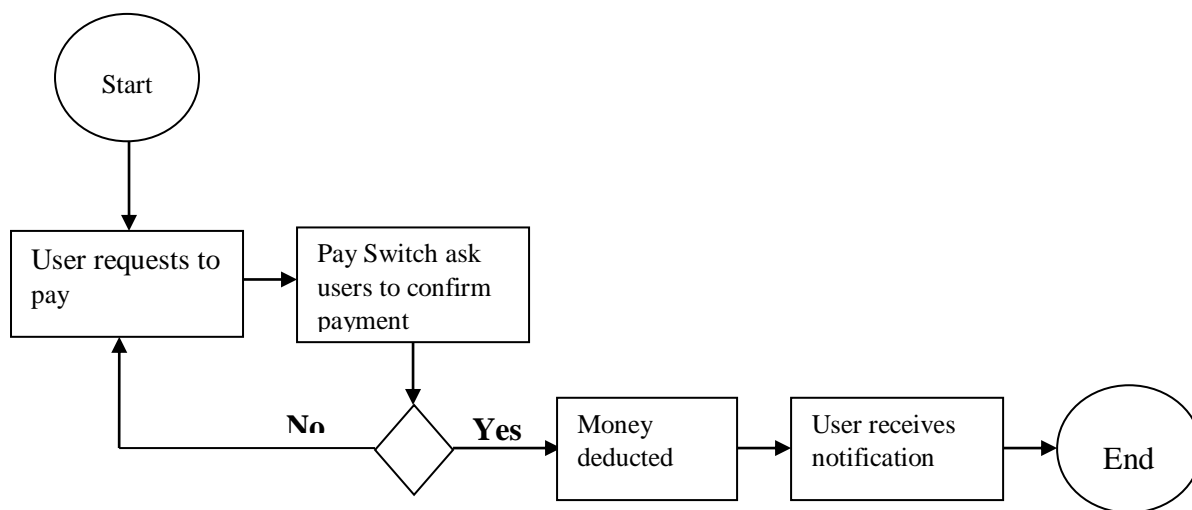 Start
User requests to
pay
Pay Switch ask
users to confirm
payment
No
Yes
Money
deducted
User receives
notification
End